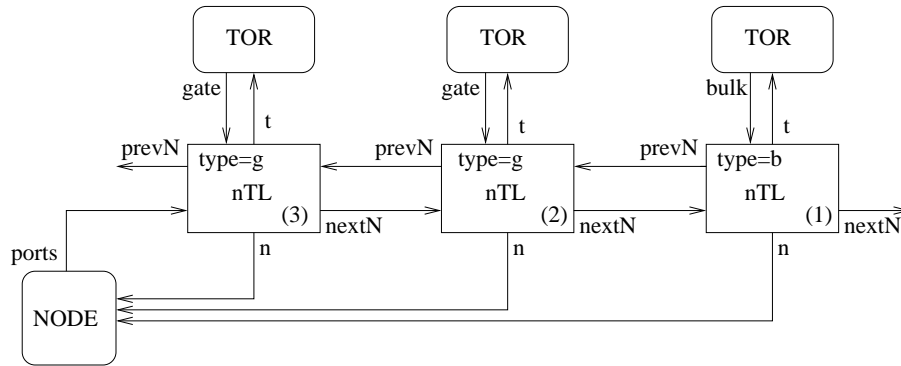 TOR TOR TOR
gate gate bulk
t t t
prevN prevN prevN
type=g type=g type=b
nTL nTL nTL
(3) (2) (1)
nextN nextN nextN
ports n n n
NODE